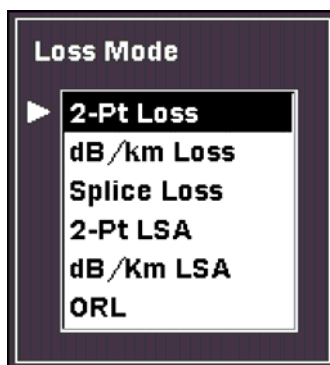 Loss Mode
2-Pt Loss
dB/km Loss
Splice Loss
2-Pt LSA
dB/Km LSA
ORL